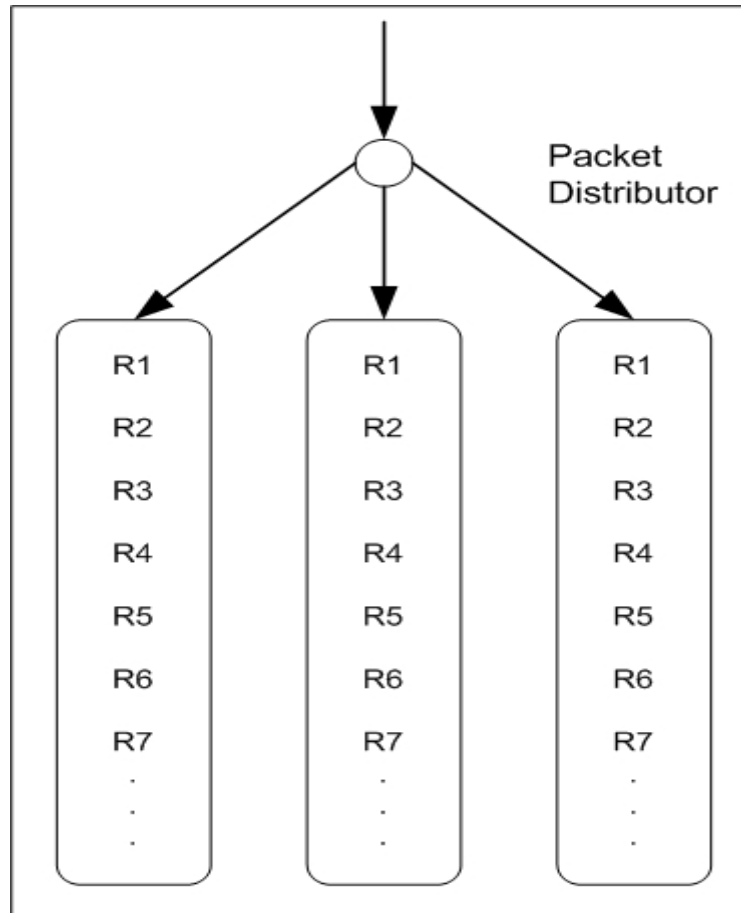 Packet
Distributor
R1 R1 R1
R2 R2 R2
R3 R3 R3
R4 R4 R4
R5 R5 R5
R6 R6 R6
R7 R7 R7
. . .
. . .
. . .